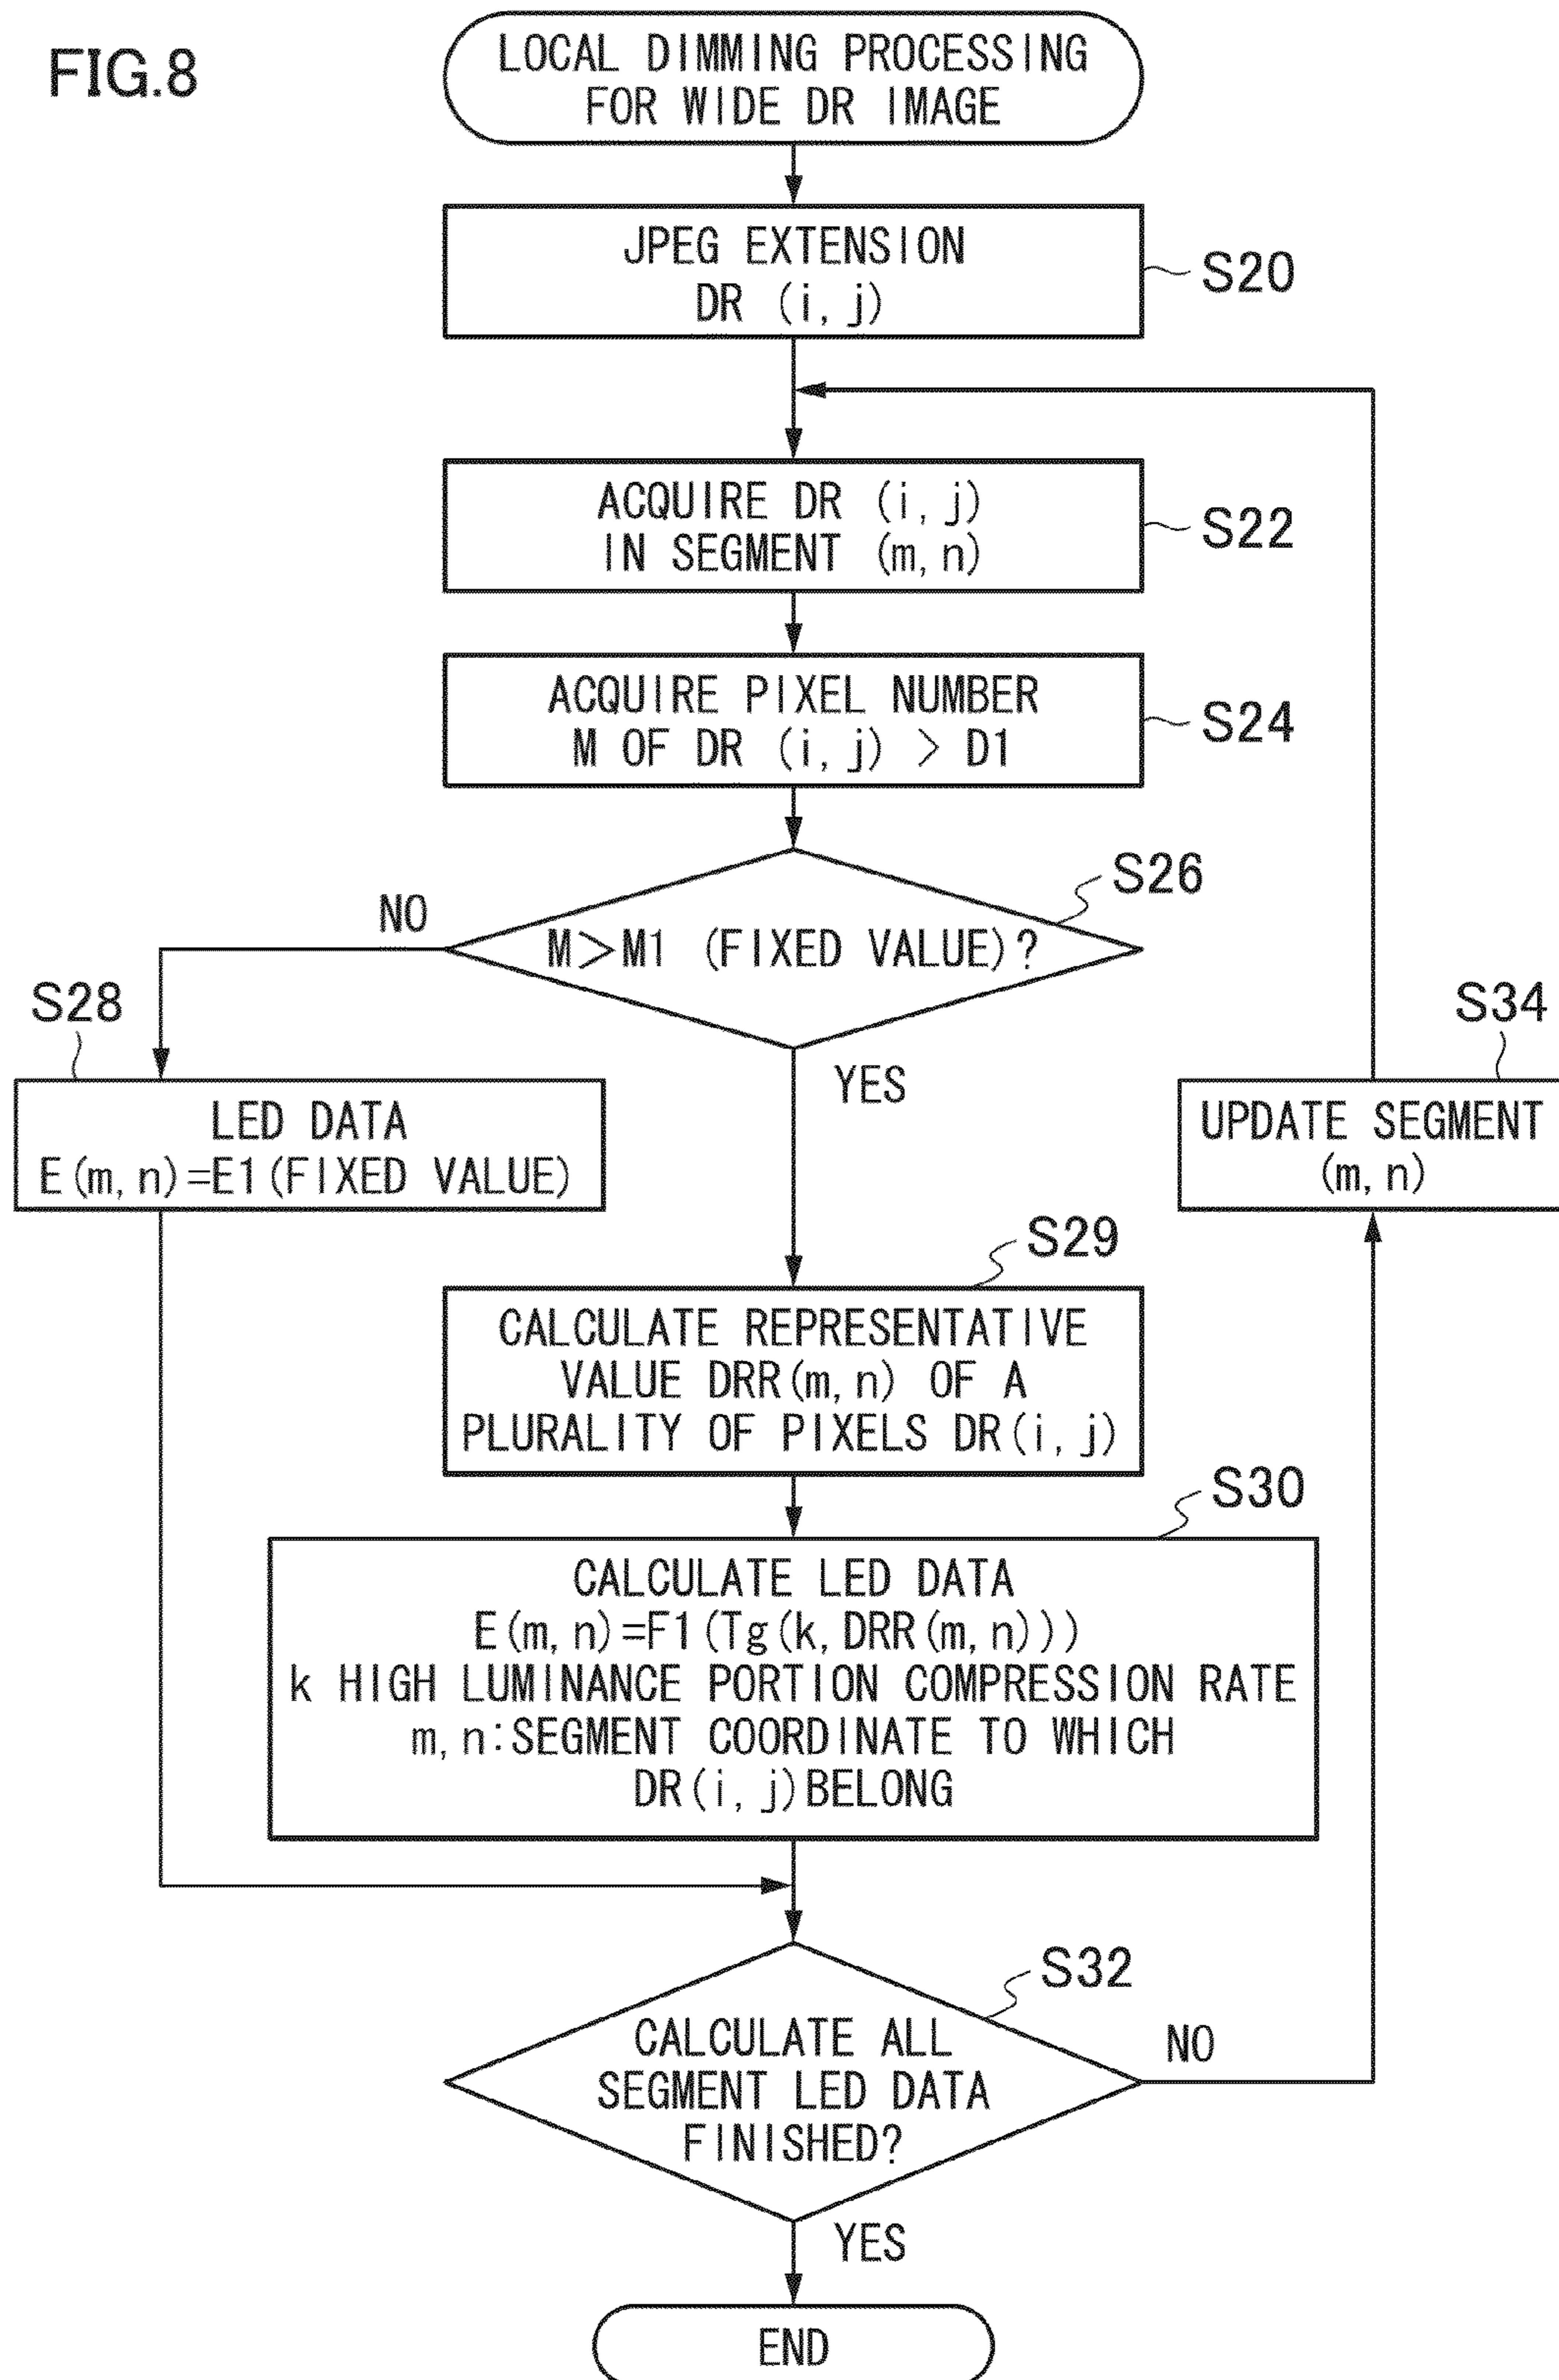 FIG.8
LOCAL DIMMING PROCESSING
FOR WIDE DR IMAGE
JPEG EXTENSION
DR (i, j)
S20
ACQUIRE DR (i, j)
IN SEGMENT (m, n)
S22
ACQUIRE PIXEL NUMBER
M OF DR (i, j) > D1
S24
S26
NO
M>M1 (FIXED VALUE)?
YES
S28
LED DATA
E(m, n)=E1(FIXED VALUE)
S34
UPDATE SEGMENT
(m, n)
S29
CALCULATE REPRESENTATIVE
VALUE DRR(m, n) OF A
PLURALITY OF PIXELS DR(i, j)
S30
CALCULATE LED DATA
E(m, n)=F1(Tg(k, DRR(m, n)))
k HIGH LUMINANCE PORTION COMPRESSION RATE
m, n:SEGMENT COORDINATE TO WHICH
DR(i, j)BELONG
S32
CALCULATE ALL
SEGMENT LED DATA
FINISHED?
NO
YES
END